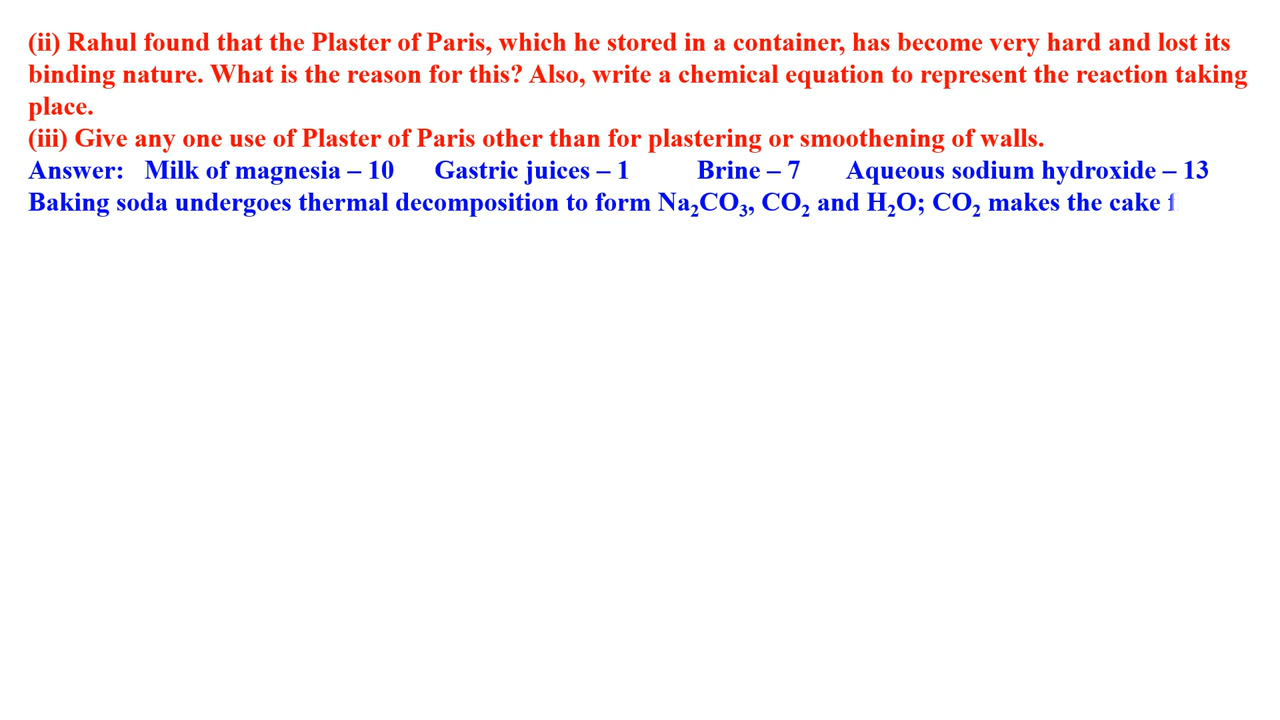 (ii) Rahul found that the Plaster of Paris, which he stored in a container, has become very hard and lost its
binding nature. What is the reason for this? Also, write a chemical equation to represent the reaction taking
place.
(iii) Give any one use of Plaster of Paris other than for plastering or smoothening of walls.
Answer: Milk of magnesia – 10 Gastric juices – 1 Brine – 7 Aqueous sodium hydroxide – 13
Baking soda undergoes thermal decomposition to form Na₂CO₃, CO₂ and H₂O; CO₂ makes the cake